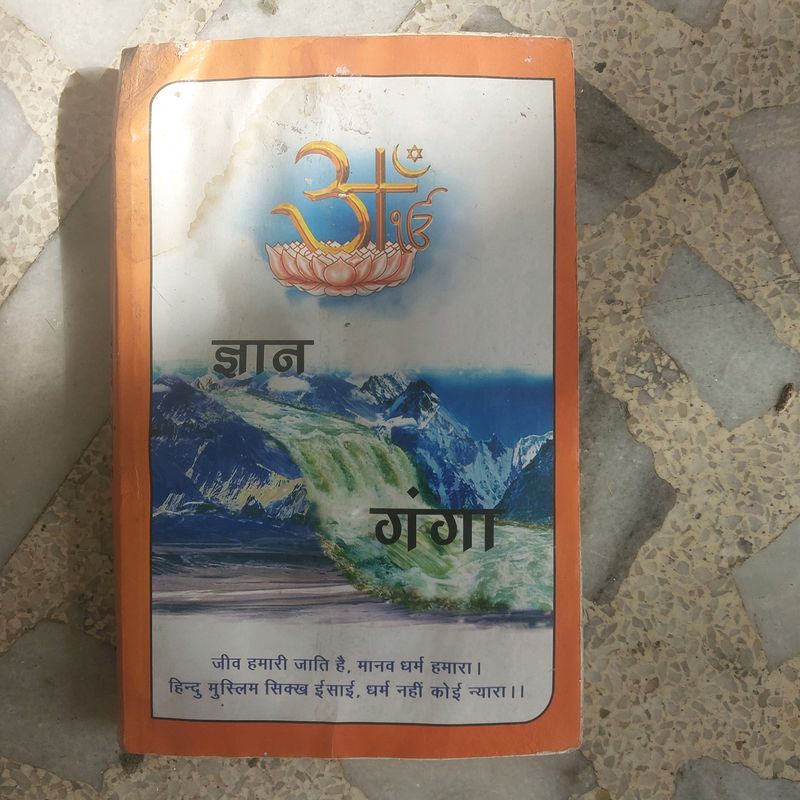 ज्ञान
गंगा
जीव हमारी जाति है, मानव धर्म हमारा।
हिन्दु मुस्लिम सिक्ख ईसाई, धर्म नहीं कोई न्यारा।।